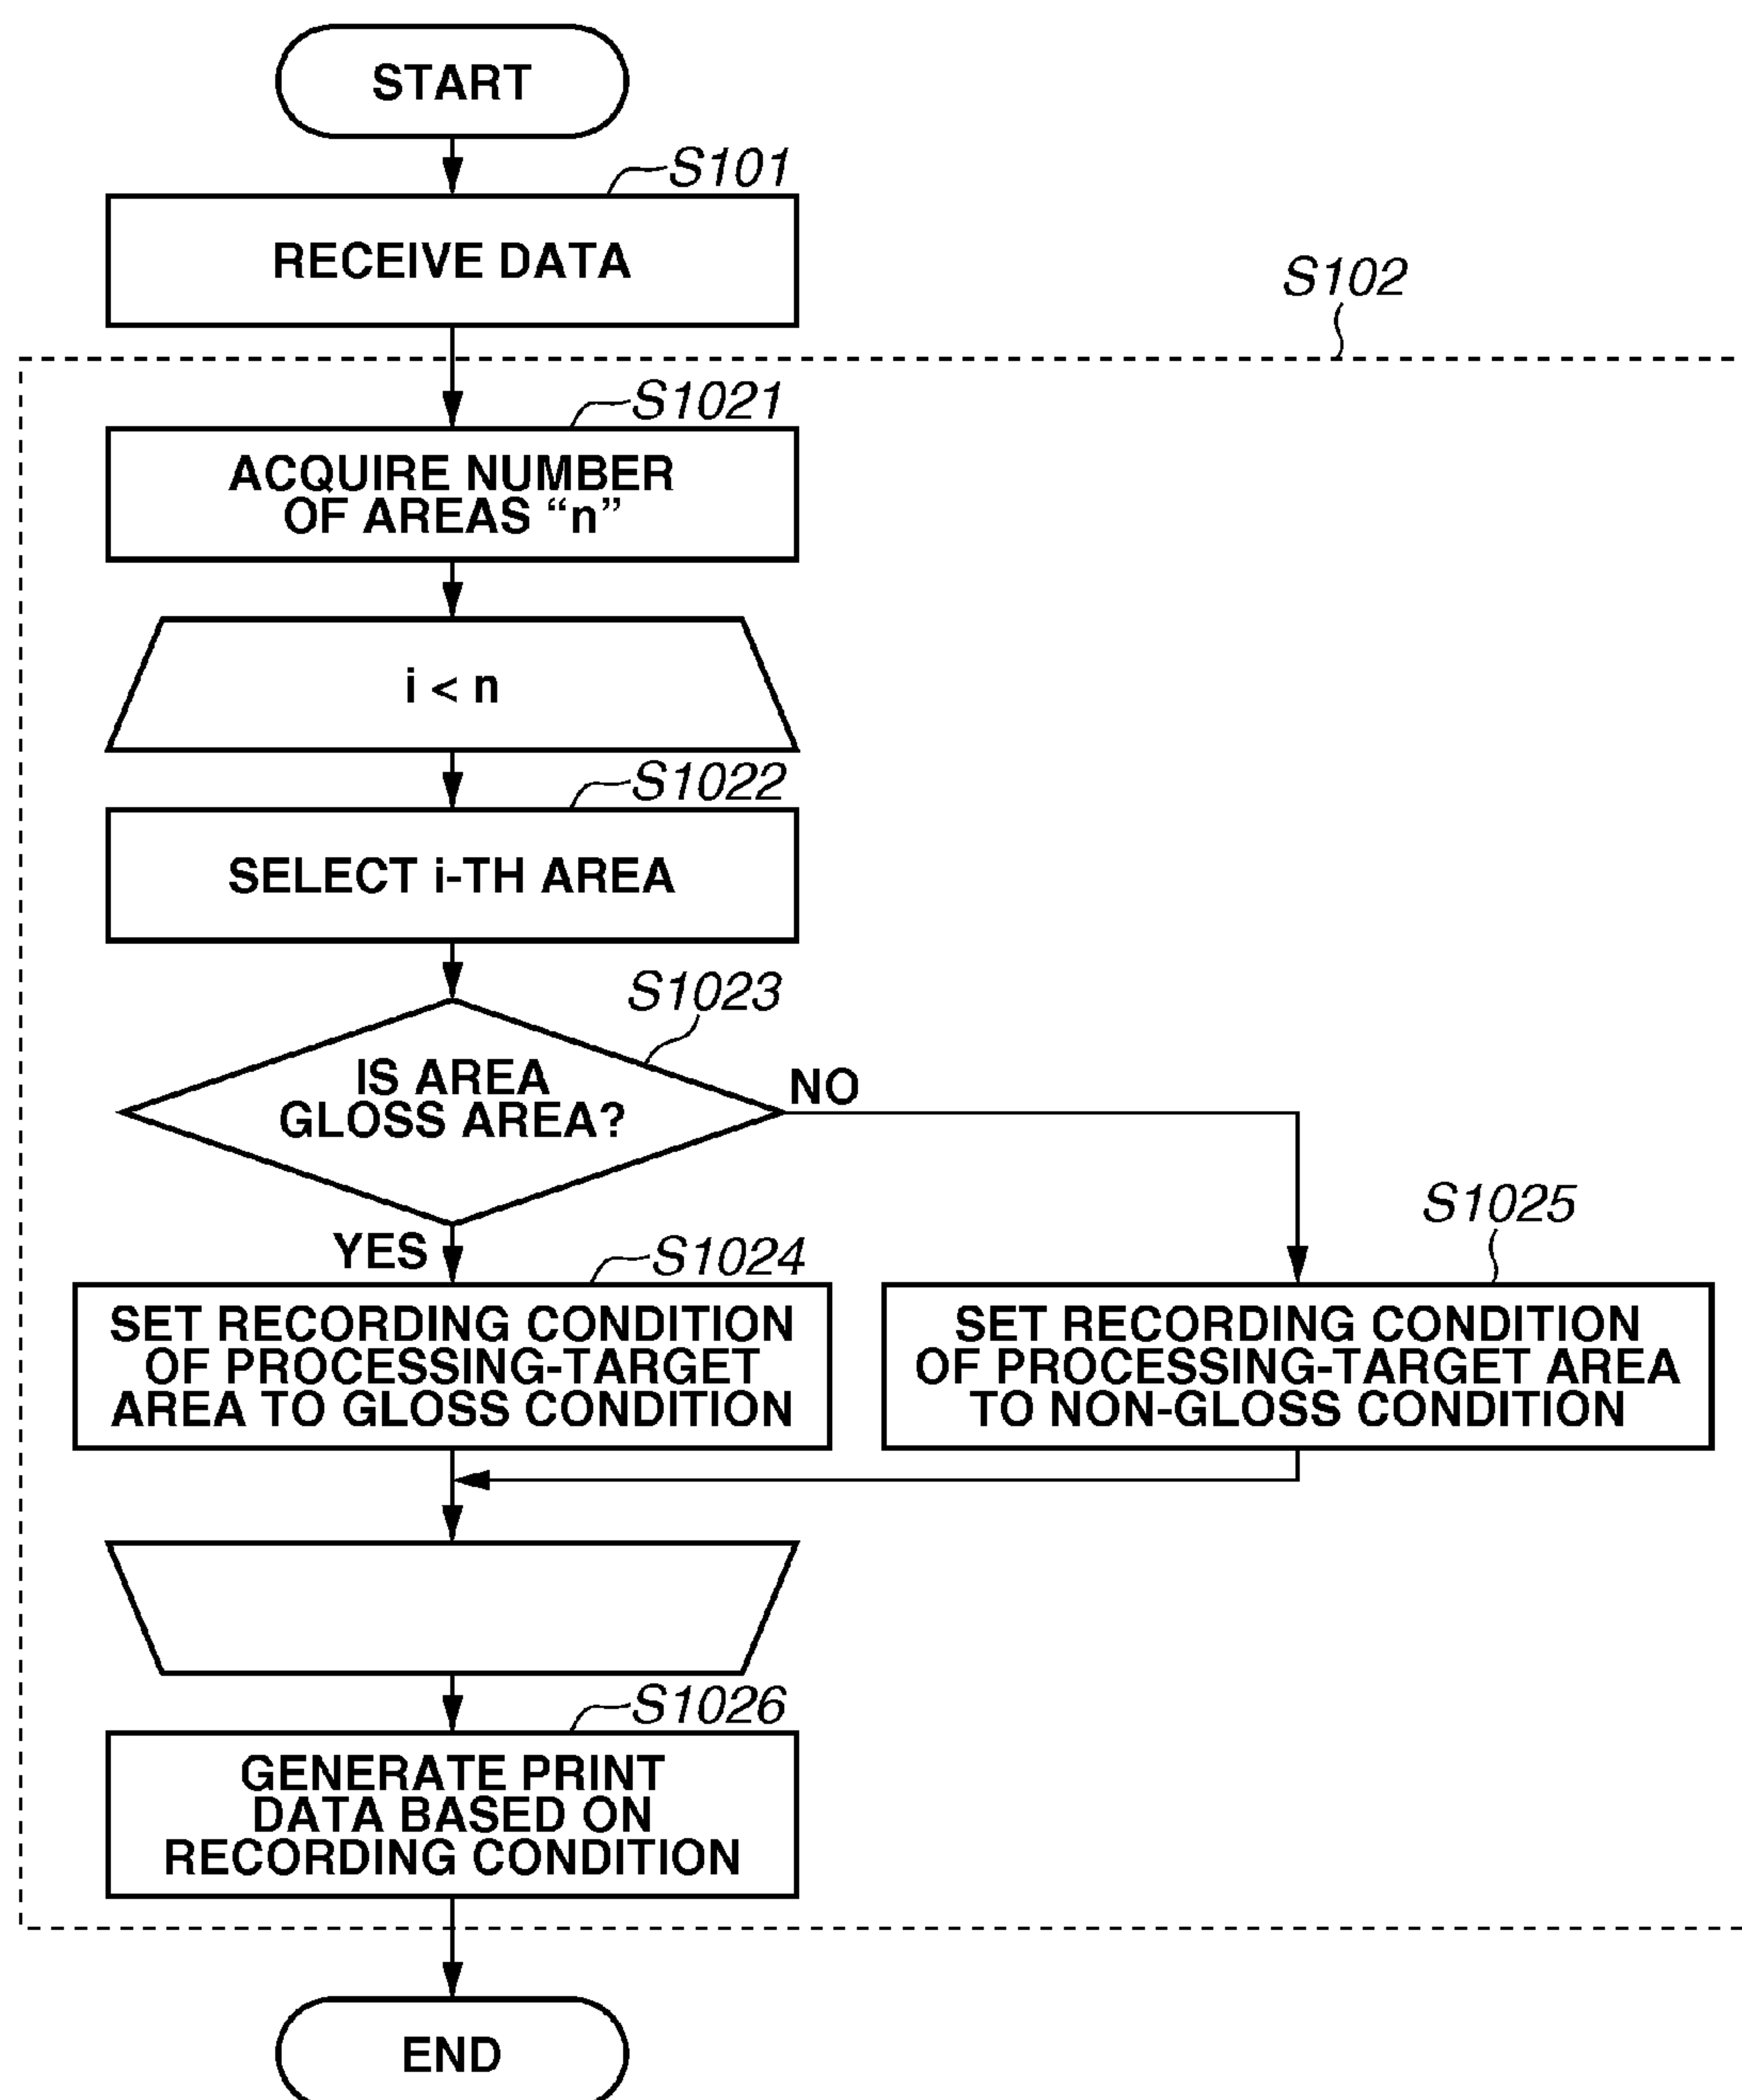 START
S101
RECEIVE DATA
S102
S1021
ACQUIRE NUMBER
OF AREAS “n”
i < n
S1022
SELECT i-TH AREA
S1023
IS AREA
GLOSS AREA?
NO
YES
S1024
SET RECORDING CONDITION
OF PROCESSING-TARGET
AREA TO GLOSS CONDITION
S1025
SET RECORDING CONDITION
OF PROCESSING-TARGET AREA
TO NON-GLOSS CONDITION
S1026
GENERATE PRINT
DATA BASED ON
RECORDING CONDITION
END